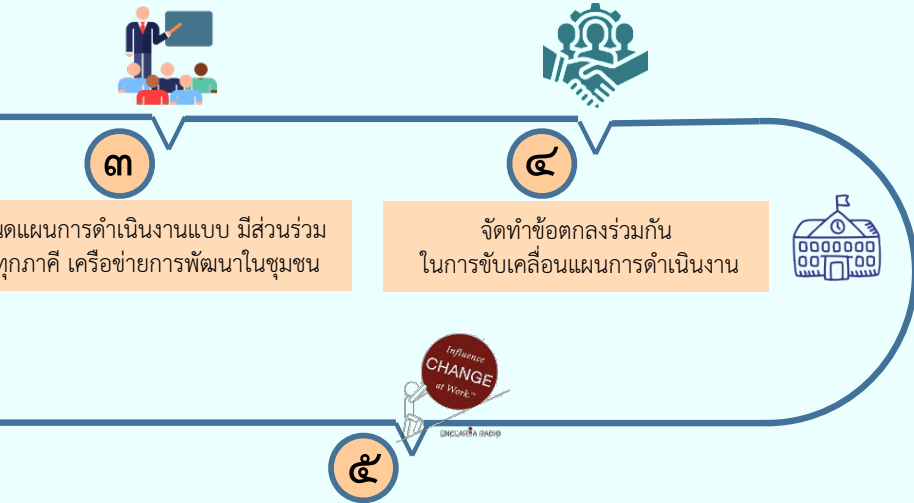 ๓
๔
แผนการดำเนินงานแบบ มีส่วนร่วม
ทุกภาคี เครือข่ายการพัฒนาในชุมชน
จัดทำข้อตกลงร่วมกัน
ในการขับเคลื่อนแผนการดำเนินงาน
Influence
CHANGE
at Work.™
ENCLARIA RADIO
๕